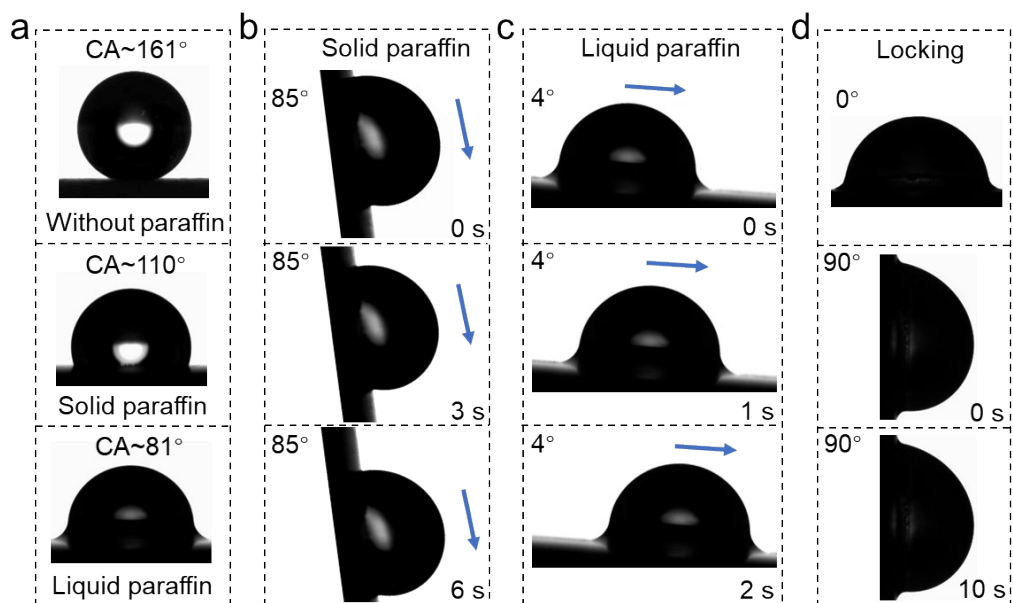 a
CA~161°
Without paraffin
CA~110°
Solid paraffin
CA~81°
Liquid paraffin
b
Solid paraffin
85°
0 s
85°
3 s
85°
6 s
c
Liquid paraffin
4°
0 s
4°
1 s
4°
2 s
d
Locking
0°
90°
0 s
90°
10 s